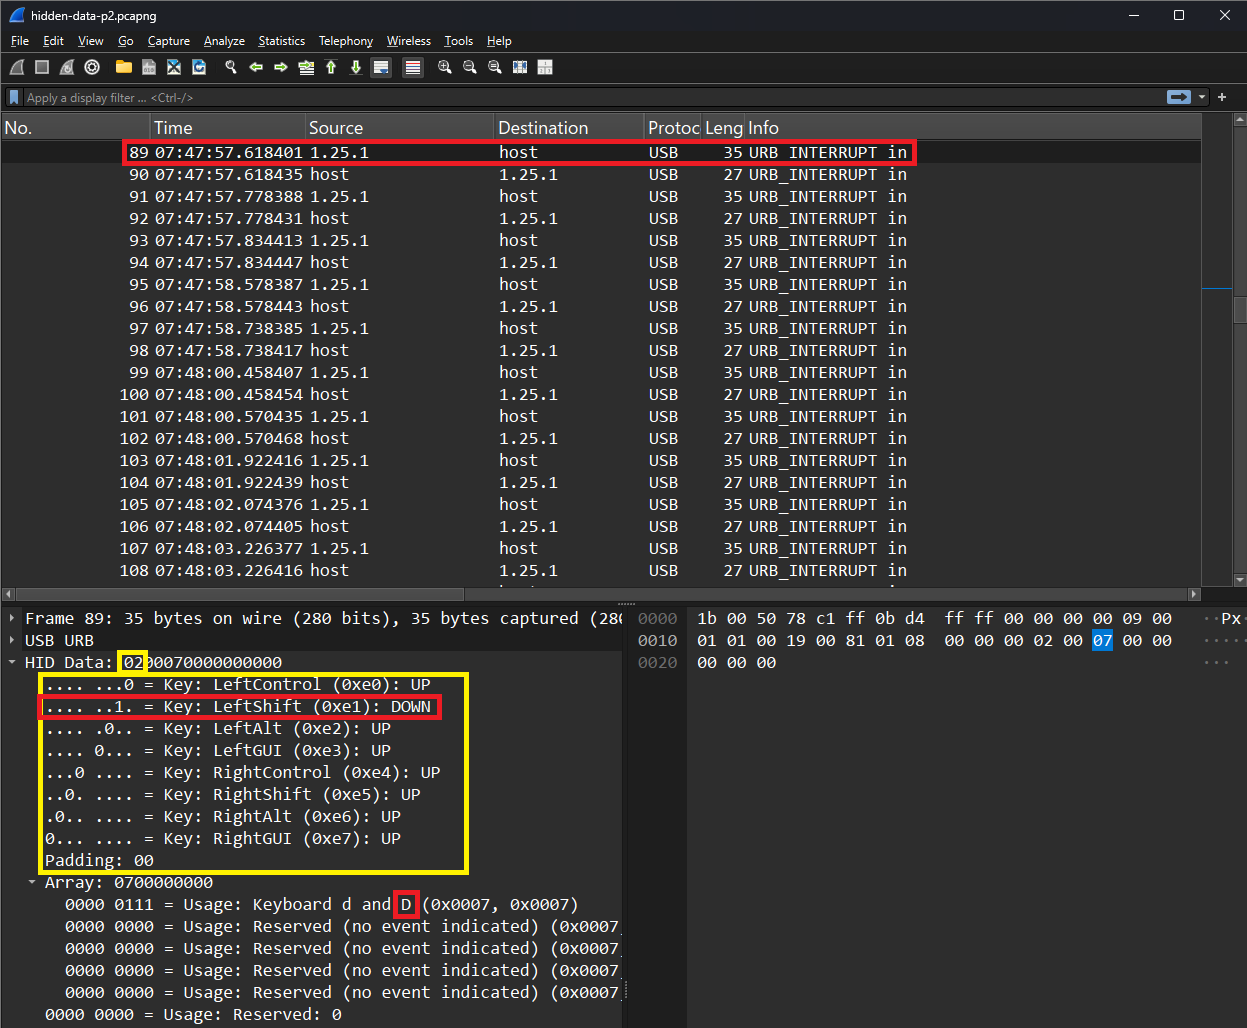 hidden-data-p2.pcapng
File Edit View Go Capture Analyze Statistics Telephony Wireless Tools Help
Apply a display filter ... <Ctrl-/>
No. Time Source Destination Protoc Leng Info
89 07:47:57.618401 1.25.1 host USB 35 URB_INTERRUPT in
90 07:47:57.618435 host 1.25.1 USB 27 URB_INTERRUPT in
91 07:47:57.778388 1.25.1 host USB 35 URB_INTERRUPT in
92 07:47:57.778431 host 1.25.1 USB 27 URB_INTERRUPT in
93 07:47:57.834413 1.25.1 host USB 35 URB_INTERRUPT in
94 07:47:57.834447 host 1.25.1 USB 27 URB_INTERRUPT in
95 07:47:58.578387 1.25.1 host USB 35 URB_INTERRUPT in
96 07:47:58.578443 host 1.25.1 USB 27 URB_INTERRUPT in
97 07:47:58.738385 1.25.1 host USB 35 URB_INTERRUPT in
98 07:47:58.738417 host 1.25.1 USB 27 URB_INTERRUPT in
99 07:48:00.458407 1.25.1 host USB 35 URB_INTERRUPT in
100 07:48:00.458454 host 1.25.1 USB 27 URB_INTERRUPT in
101 07:48:00.570435 1.25.1 host USB 35 URB_INTERRUPT in
102 07:48:00.570468 host 1.25.1 USB 27 URB_INTERRUPT in
103 07:48:01.922416 1.25.1 host USB 35 URB_INTERRUPT in
104 07:48:01.922439 host 1.25.1 USB 27 URB_INTERRUPT in
105 07:48:02.074376 1.25.1 host USB 35 URB_INTERRUPT in
106 07:48:02.074405 host 1.25.1 USB 27 URB_INTERRUPT in
107 07:48:03.226377 1.25.1 host USB 35 URB_INTERRUPT in
108 07:48:03.226416 host 1.25.1 USB 27 URB_INTERRUPT in
Frame 89: 35 bytes on wire (280 bits), 35 bytes captured (280
USB URB
HID Data: 0200070000000000
.... ...0 = Key: LeftControl (0xe0): UP
.... ..1. = Key: LeftShift (0xe1): DOWN
.... .0.. = Key: LeftAlt (0xe2): UP
.... 0... = Key: LeftGUI (0xe3): UP
...0 .... = Key: RightControl (0xe4): UP
..0. .... = Key: RightShift (0xe5): UP
.0.. .... = Key: RightAlt (0xe6): UP
0... .... = Key: RightGUI (0xe7): UP
Padding: 00
Array: 0700000000
0000 0111 = Usage: Keyboard d and D (0x0007, 0x0007)
0000 0000 = Usage: Reserved (no event indicated) (0x0007,
0000 0000 = Usage: Reserved (no event indicated) (0x0007,
0000 0000 = Usage: Reserved (no event indicated) (0x0007,
0000 0000 = Usage: Reserved (no event indicated) (0x0007,
0000 0000 = Usage: Reserved: 0
0000 1b 00 50 78 c1 ff 0b d4 ff ff 00 00 00 00 09 00 ··Px
0010 01 01 00 19 00 81 01 08 00 00 00 02 00 07 00 00 ·····
0020 00 00 00 ···